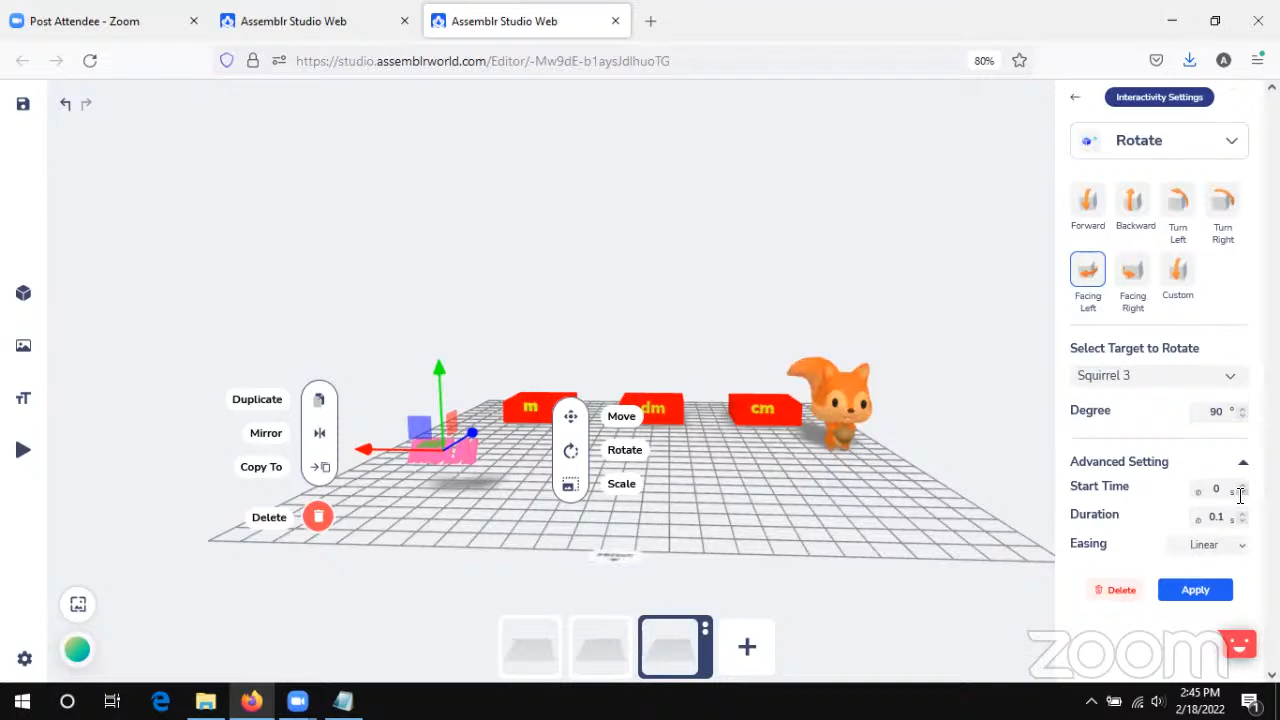 Post Attendee - Zoom
Assemblr Studio Web
Assemblr Studio Web
https://studio.assemblrworld.com/Editor/-Mw9dE-b1aysJdlhuoTG
80%
A
Interactivity Settings
Rotate
Forward
Backward
Turn Left
Turn Right
Facing Left
Facing Right
Custom
Select Target to Rotate
Squirrel 3
Degree
90 °
Advanced Setting
Start Time
0 s
Duration
0.1 s
Easing
Linear
Delete
Apply
m
dm
cm
Duplicate
Mirror
Copy To
Delete
Move
Rotate
Scale
TT
zoom
2:45 PM
2/18/2022
1